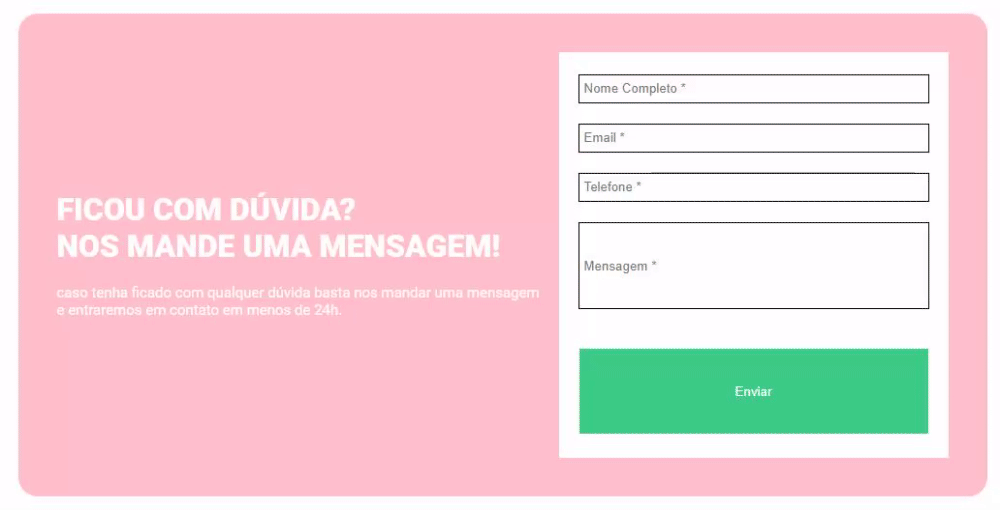 FICOU COM DÚVIDA?
NOS MANDE UMA MENSAGEM!
caso tenha ficado com qualquer dúvida basta nos mandar uma mensagem
e entraremos em contato em menos de 24h.
Nome Completo *
Email *
Telefone *
Mensagem *
Enviar